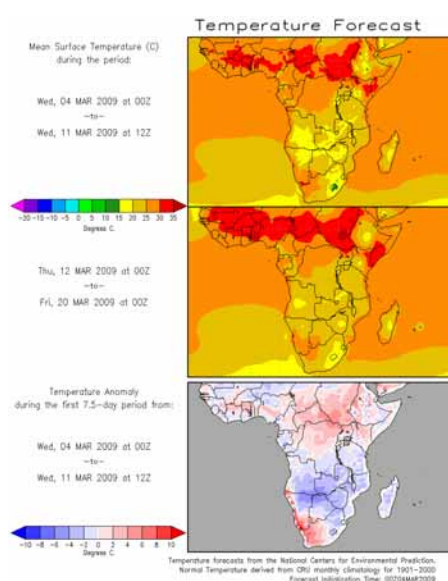 Temperature Forecast
Mean Surface Temperature (C)
during the period:
Wed, 04 MAR 2009 at 00Z
-to-
Wed, 11 MAR 2009 at 12Z
-20 -15 -10 -5 0 5 10 15 20 25 30 35
Degrees C.
Thu, 12 MAR 2009 at 00Z
-to-
Fri, 20 MAR 2009 at 00Z
Temperature Anomaly
during the first 7.5-day period from:
Wed, 04 MAR 2009 at 00Z
-to-
Wed, 11 MAR 2009 at 12Z
-10 -8 -6 -4 -2 0 2 4 6 8 10
Degrees C.
Temperature forecasts from the National Centers for Environmental Prediction.
Normal Temperature derived from CRU monthly climatology for 1901-2000
Forecast Initialization Time: 00Z04MAR2009